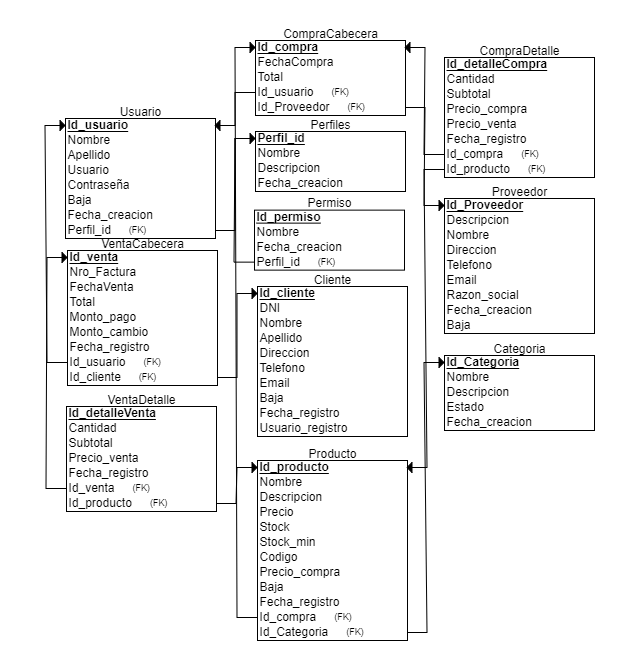 CompraCabecera
Id_compra
FechaCompra
Total
Id_usuario (FK)
Id_Proveedor (FK)
CompraDetalle
Id_detalleCompra
Cantidad
Subtotal
Precio_compra
Precio_venta
Fecha_registro
Id_compra (FK)
Id_producto (FK)
Usuario
Id_usuario
Nombre
Apellido
Usuario
Contraseña
Baja
Fecha_creacion
Perfil_id (FK)
Perfiles
Perfil_id
Nombre
Descripcion
Fecha_creacion
Permiso
Id_permiso
Nombre
Fecha_creacion
Perfil_id (FK)
Proveedor
Id_Proveedor
Descripcion
Nombre
Direccion
Telefono
Email
Razon_social
Fecha_creacion
Baja
VentaCabecera
Id_venta
Nro_Factura
FechaVenta
Total
Monto_pago
Monto_cambio
Fecha_registro
Id_usuario (FK)
Id_cliente (FK)
Cliente
Id_cliente
DNI
Nombre
Apellido
Direccion
Telefono
Email
Baja
Fecha_registro
Usuario_registro
Categoria
Id_Categoria
Nombre
Descripcion
Estado
Fecha_creacion
VentaDetalle
Id_detalleVenta
Cantidad
Subtotal
Precio_venta
Fecha_registro
Id_venta (FK)
Id_producto (FK)
Producto
Id_producto
Nombre
Descripcion
Precio
Stock
Stock_min
Codigo
Precio_compra
Baja
Fecha_registro
Id_compra (FK)
Id_Categoria (FK)